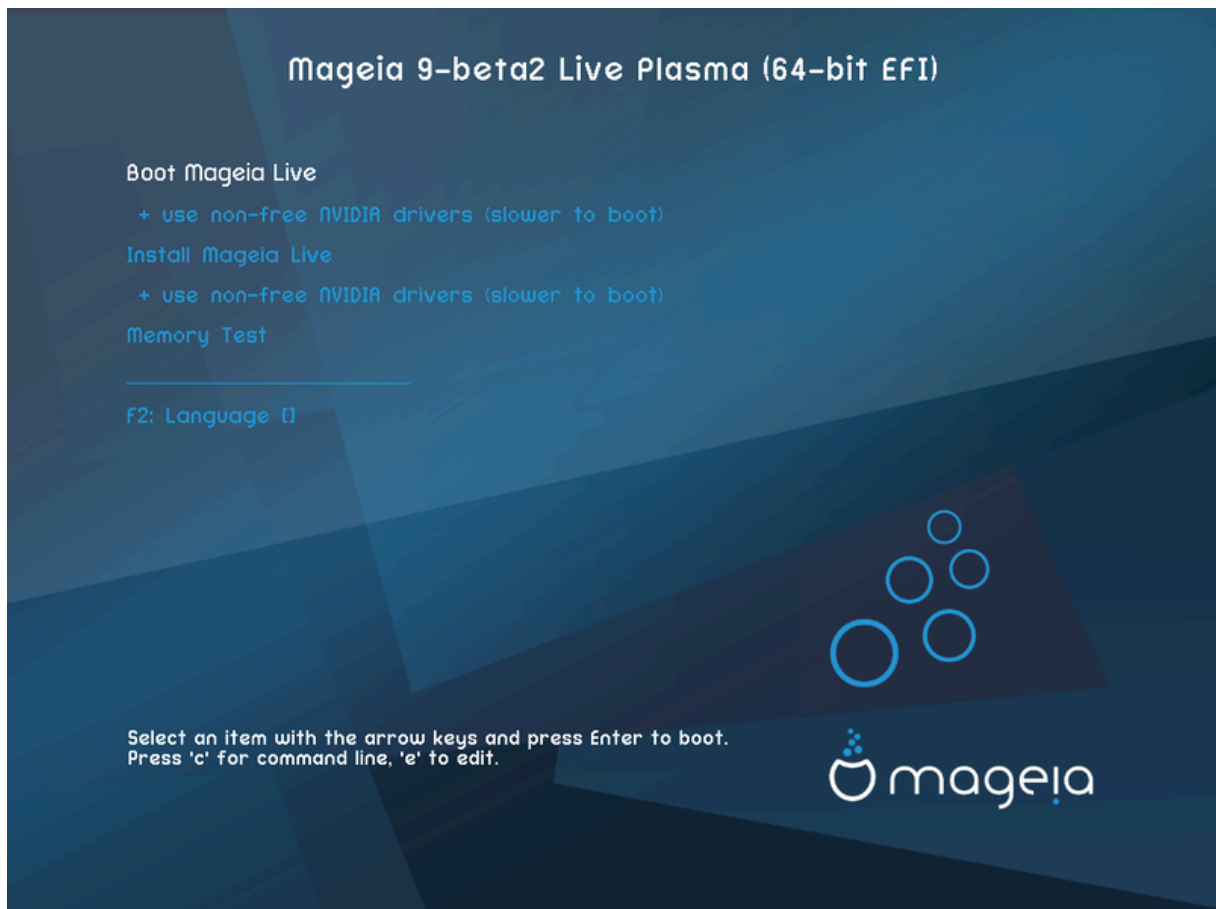 Mageia 9-beta2 Live Plasma (64-bit EFI)
Boot Mageia Live
+ use non-free NVIDIA drivers (slower to boot)
Install Mageia Live
+ use non-free NVIDIA drivers (slower to boot)
Memory Test
F2: Language []
Select an item with the arrow keys and press Enter to boot.
Press 'c' for command line, 'e' to edit.
mageia